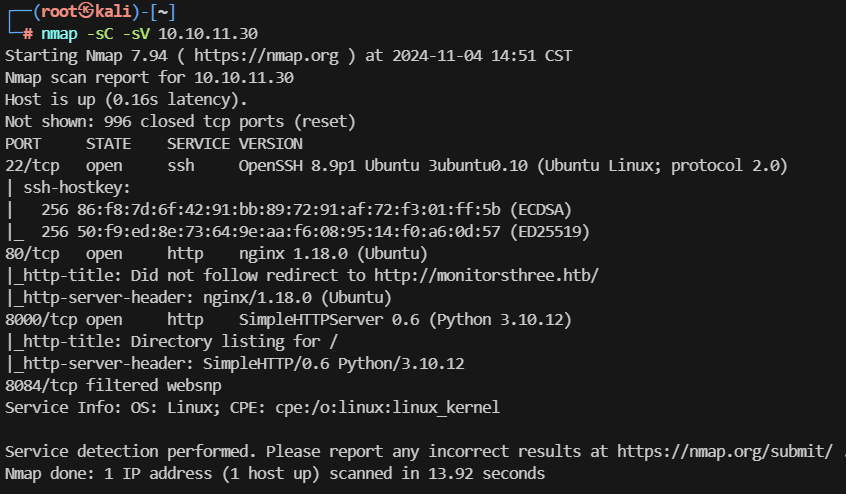 ┌──(root㉿kali)-[~]
└─# nmap -sC -sV 10.10.11.30
Starting Nmap 7.94 ( https://nmap.org ) at 2024-11-04 14:51 CST
Nmap scan report for 10.10.11.30
Host is up (0.16s latency).
Not shown: 996 closed tcp ports (reset)
PORT     STATE    SERVICE VERSION
22/tcp   open     ssh     OpenSSH 8.9p1 Ubuntu 3ubuntu0.10 (Ubuntu Linux; protocol 2.0)
| ssh-hostkey:
|   256 86:f8:7d:6f:42:91:bb:89:72:91:af:72:f3:01:ff:5b (ECDSA)
|_  256 50:f9:ed:8e:73:64:9e:aa:f6:08:95:14:f0:a6:0d:57 (ED25519)
80/tcp   open     http    nginx 1.18.0 (Ubuntu)
|_http-title: Did not follow redirect to http://monitorsthree.htb/
|_http-server-header: nginx/1.18.0 (Ubuntu)
8000/tcp open     http    SimpleHTTPServer 0.6 (Python 3.10.12)
|_http-title: Directory listing for /
|_http-server-header: SimpleHTTP/0.6 Python/3.10.12
8084/tcp filtered websnp
Service Info: OS: Linux; CPE: cpe:/o:linux:linux_kernel

Service detection performed. Please report any incorrect results at https://nmap.org/submit/ .
Nmap done: 1 IP address (1 host up) scanned in 13.92 seconds